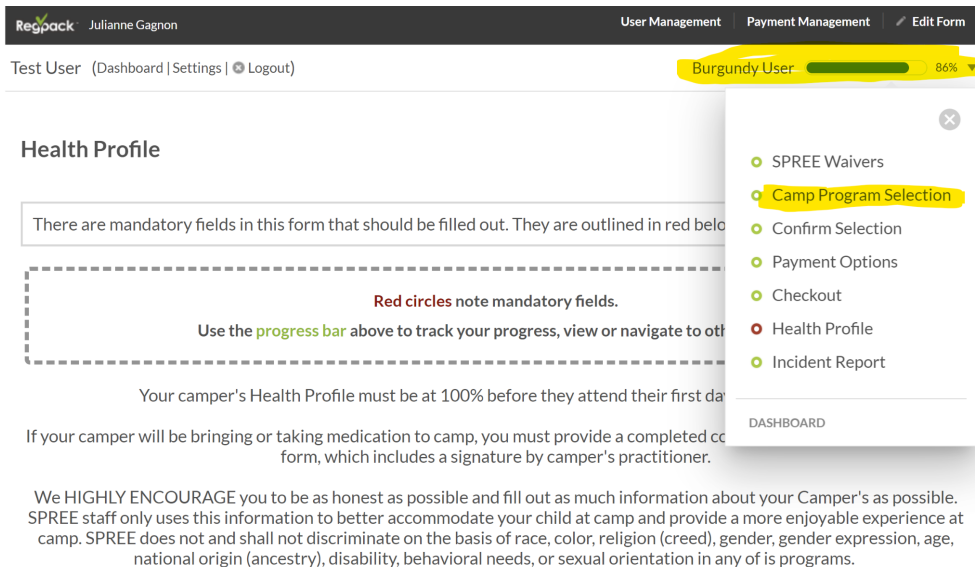 Regpack Julianne Gagnon User Management Payment Management Edit Form
Test User (Dashboard | Settings | Logout) Burgundy User 86%
Health Profile
SPREE Waivers
Camp Program Selection
There are mandatory fields in this form that should be filled out. They are outlined in red belo
Confirm Selection
Payment Options
Checkout
Health Profile
Incident Report
DASHBOARD
Red circles note mandatory fields.
Use the progress bar above to track your progress, view or navigate to oth
Your camper's Health Profile must be at 100% before they attend their first da
If your camper will be bringing or taking medication to camp, you must provide a completed co
form, which includes a signature by camper's practitioner.
We HIGHLY ENCOURAGE you to be as honest as possible and fill out as much information about your Camper's as possible.
SPREE staff only uses this information to better accommodate your child at camp and provide a more enjoyable experience at
camp. SPREE does not and shall not discriminate on the basis of race, color, religion (creed), gender, gender expression, age,
national origin (ancestry), disability, behavioral needs, or sexual orientation in any of is programs.